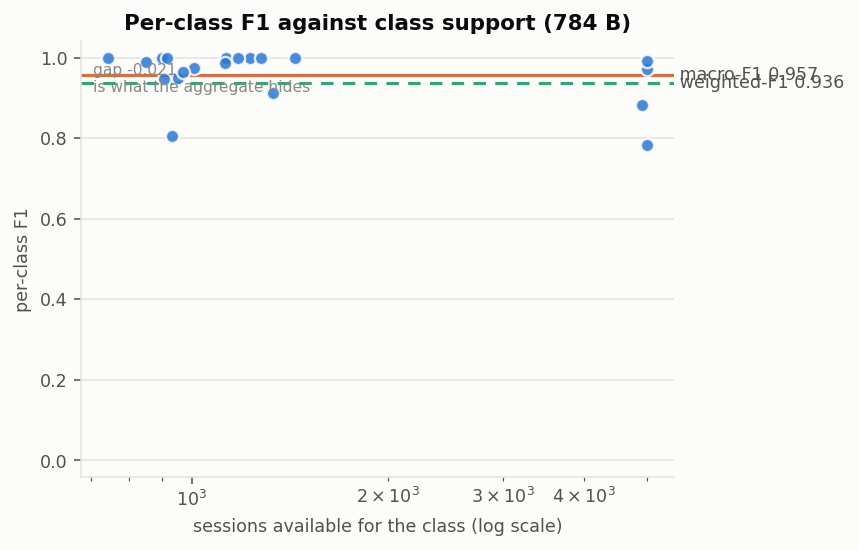 Per-class F1 against class support (784 B)
1.0
0.8
0.6
0.4
0.2
0.0
per-class F1
gap -0.021
is what the aggregate hides
macro-F1 0.957
weighted-F1 0.936
10³
2 × 10³
3 × 10³
4 × 10³
sessions available for the class (log scale)